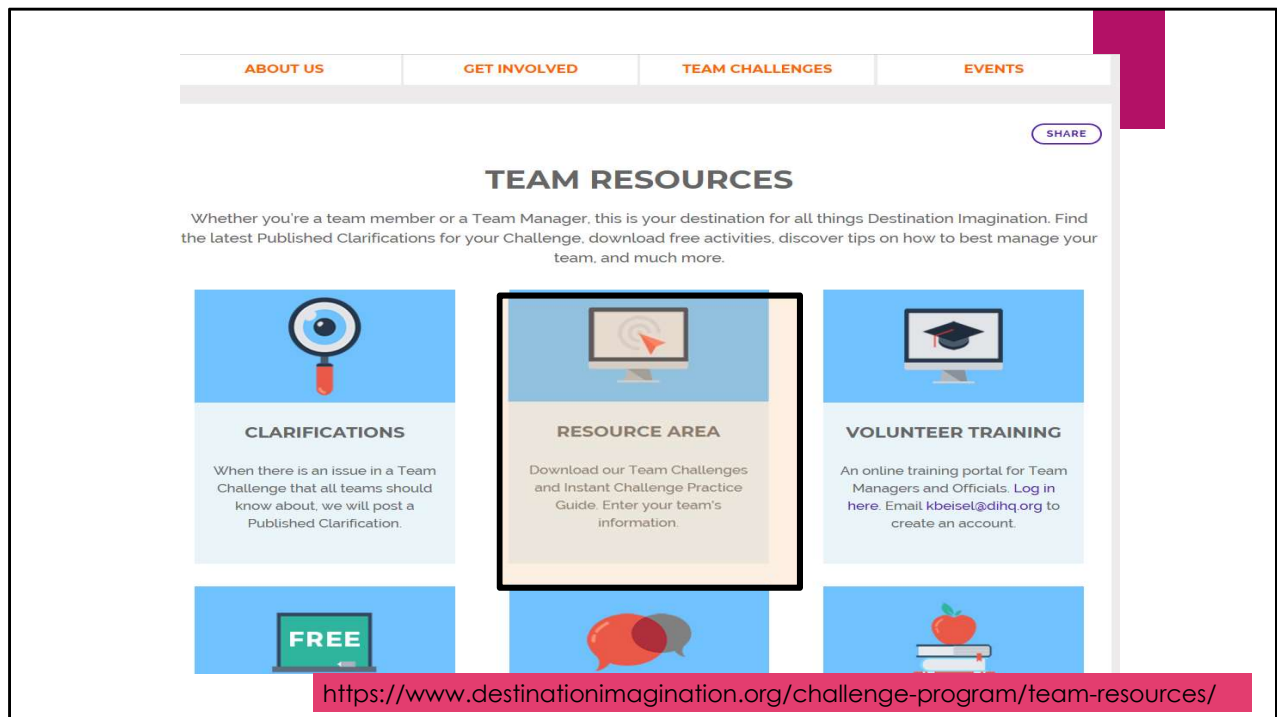 ABOUT US
GET INVOLVED
TEAM CHALLENGES
EVENTS
SHARE
TEAM RESOURCES
Whether you're a team member or a Team Manager, this is your destination for all things Destination Imagination. Find
the latest Published Clarifications for your Challenge, download free activities, discover tips on how to best manage your
team, and much more.
CLARIFICATIONS
When there is an issue in a Team
Challenge that all teams should
know about, we will post a
Published Clarification.
RESOURCE AREA
Download our Team Challenges
and Instant Challenge Practice
Guide. Enter your team's
information.
VOLUNTEER TRAINING
An online training portal for Team
Managers and Officials. Log in
here. Email kbeisel@dihq.org to
create an account.
FREE
https://www.destinationimagination.org/challenge-program/team-resources/